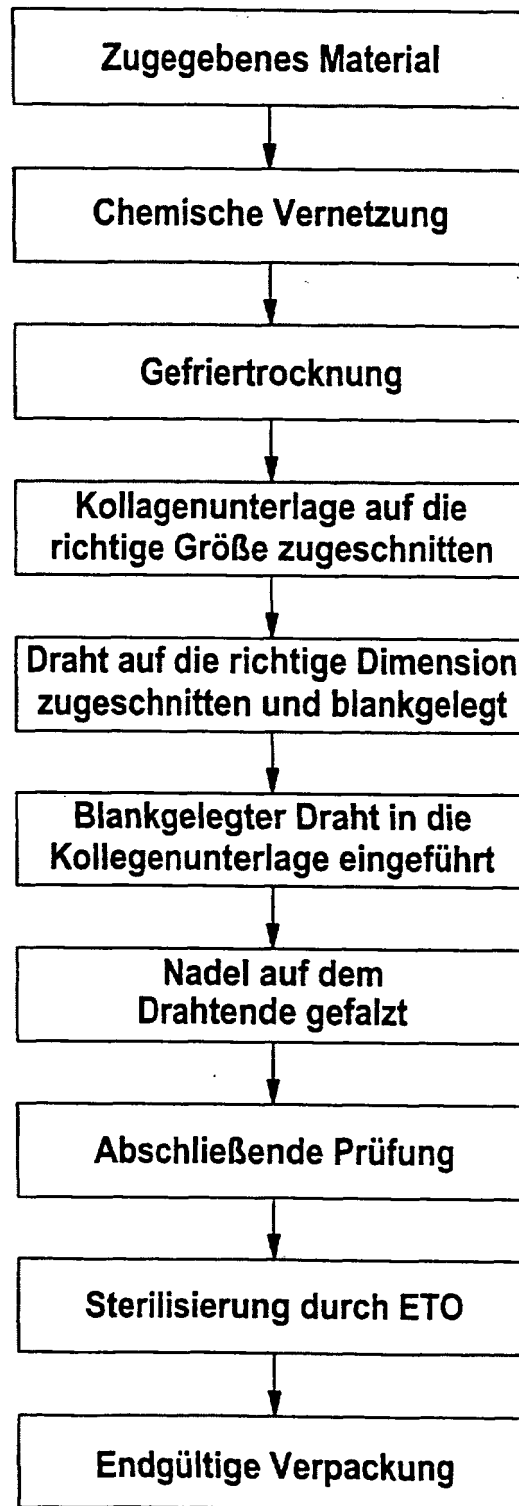 Zugegebenes Material
Chemische Vernetzung
Gefriertrocknung
Kollagenunterlage auf die
richtige Größe zugeschnitten
Draht auf die richtige Dimension
zugeschnitten und blankgelegt
Blankgelegter Draht in die
Kollegenunterlage eingeführt
Nadel auf dem
Drahtende gefalzt
Abschließende Prüfung
Sterilisierung durch ETO
Endgültige Verpackung